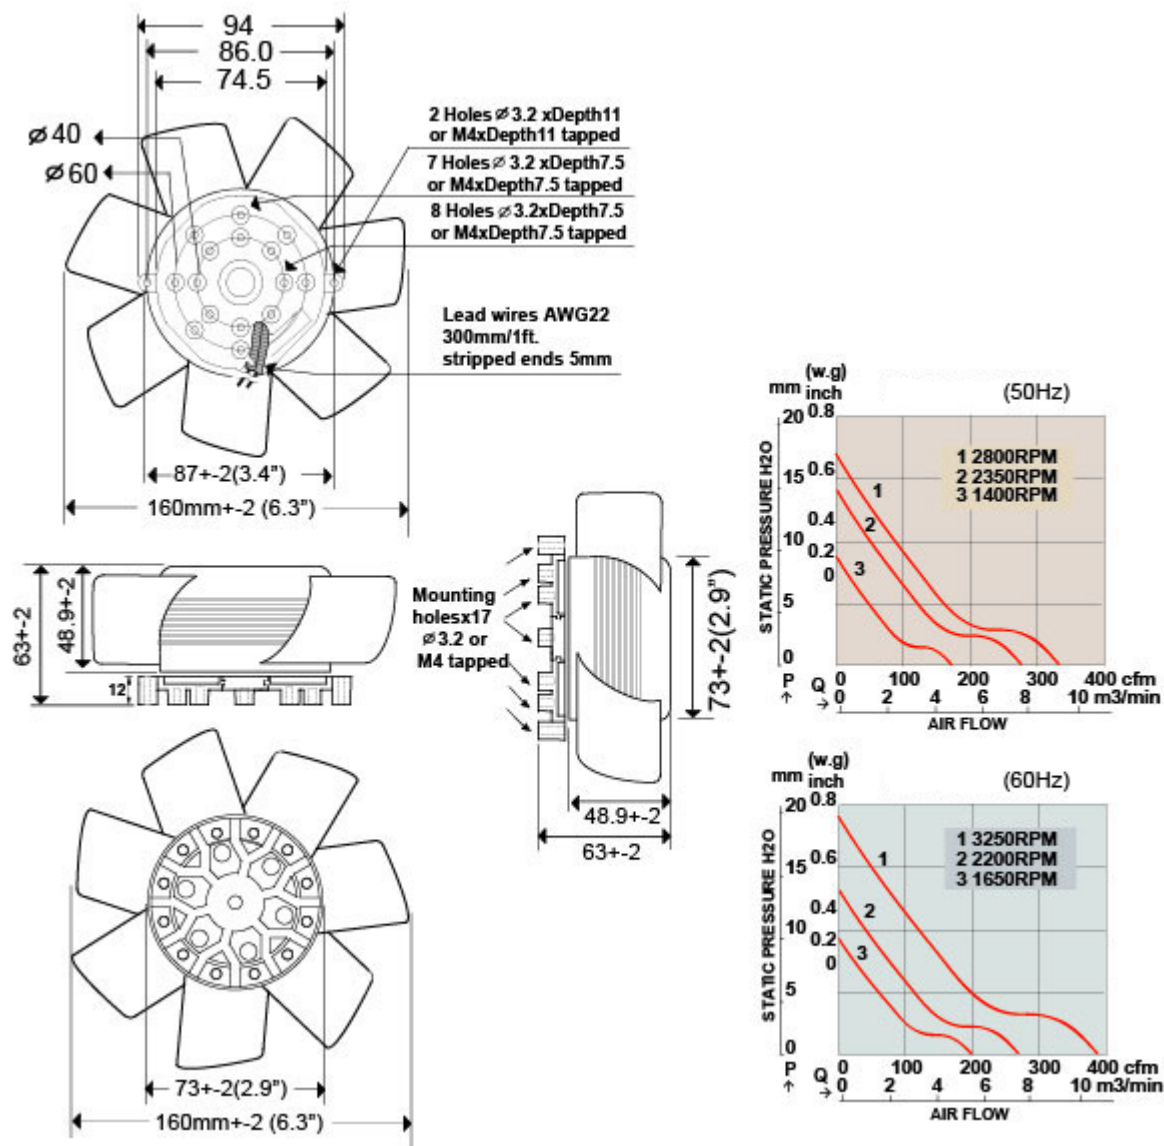 94
86.0
74.5
2 Holes ⌀3.2 xDepth11
or M4xDepth11 tapped
⌀40
7 Holes ⌀ 3.2 xDepth7.5
or M4xDepth7.5 tapped
⌀60
8 Holes ⌀3.2xDepth7.5
or M4xDepth7.5 tapped
Lead wires AWG22
300mm/1ft.
stripped ends 5mm
87+-2(3.4")
160mm+-2 (6.3")
63+-2
48.9+-2
12
Mounting
holesx17
⌀3.2 or
M4 tapped
73+-2(2.9")
48.9+-2
63+-2
73+-2(2.9")
160mm+-2 (6.3")
(w.g)
mm inch
(50Hz)
20 0.8
15 0.6
0.4
10
0.2
0
5
0
STATIC PRESSURE H2O
1 2800RPM
2 2350RPM
3 1400RPM
1
2
3
P ↑
Q →
0 100 200 300 400 cfm
0 2 4 6 8 10 m3/min
AIR FLOW
(w.g)
mm inch
(60Hz)
20 0.8
15 0.6
0.4
10 0.2
0
5
0
STATIC PRESSURE H2O
1 3250RPM
2 2200RPM
3 1650RPM
1
2
3
P ↑
Q →
0 100 200 300 400 cfm
0 2 4 6 8 10 m3/min
AIR FLOW